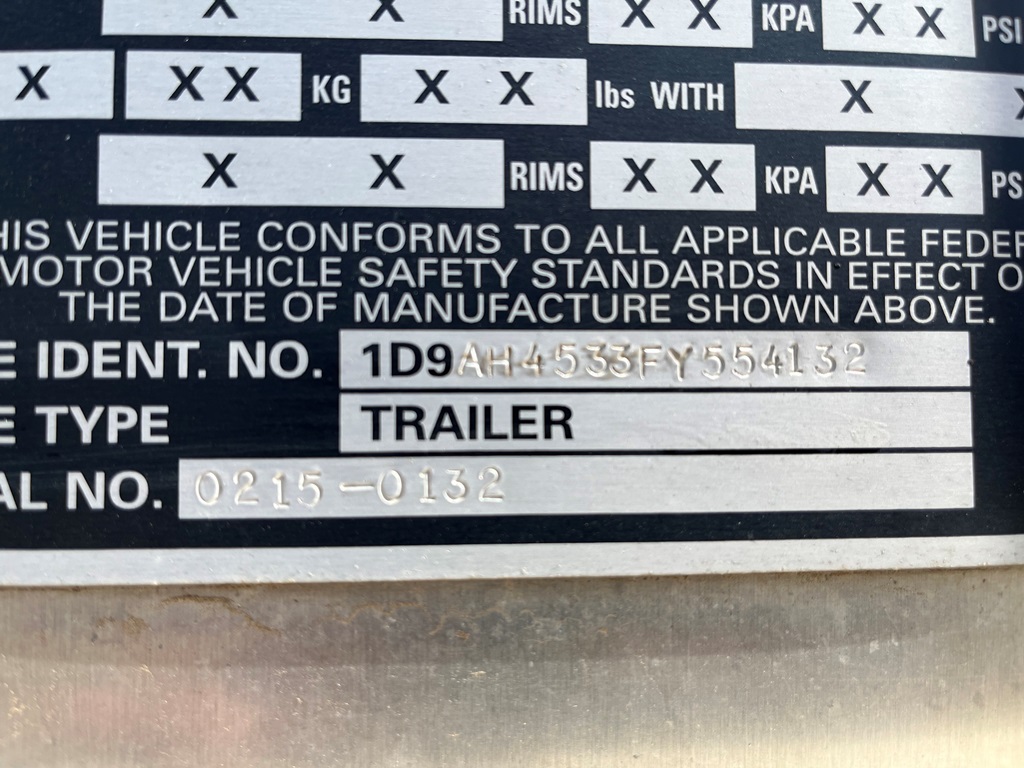 X X RIMS X X KPA X X PSI
X X X KG X X lbs WITH X
X X RIMS X X KPA X X PS
HIS VEHICLE CONFORMS TO ALL APPLICABLE FEDER
MOTOR VEHICLE SAFETY STANDARDS IN EFFECT O
THE DATE OF MANUFACTURE SHOWN ABOVE.
E IDENT. NO. 1D9AH4533FY554132
E TYPE TRAILER
AL NO. 0215-0132